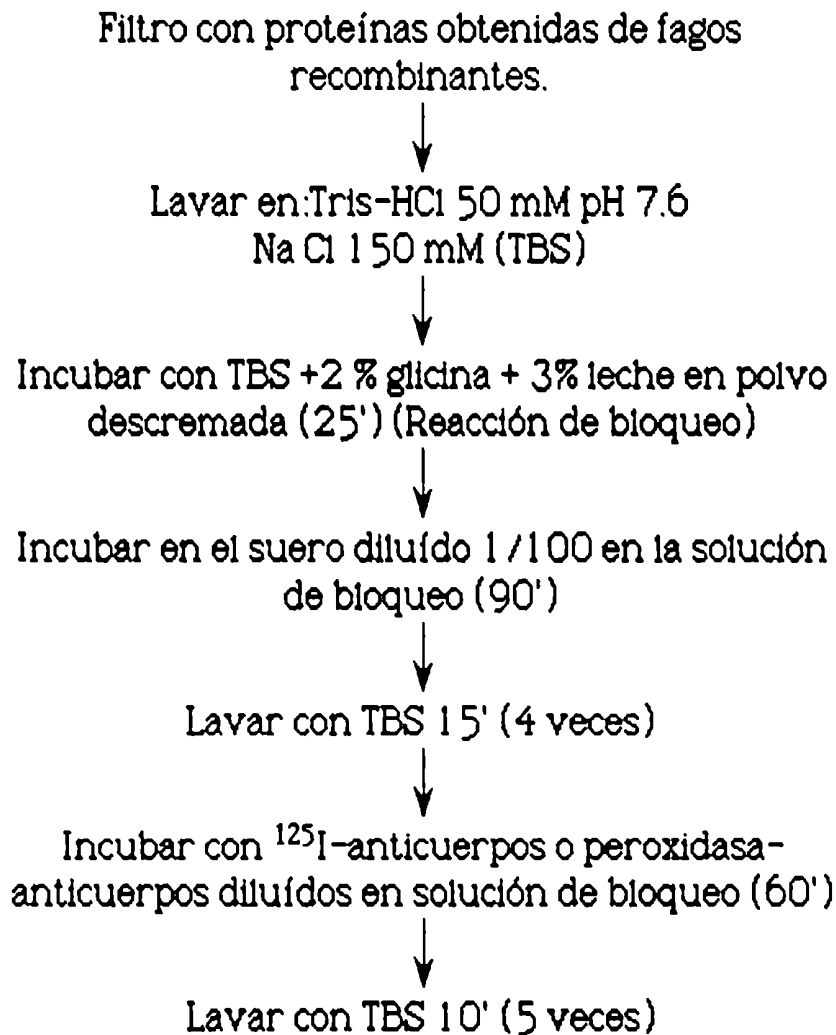 Filtro con proteínas obtenidas de fagos
recombinantes.
Lavar en:Tris-HCl 50 mM pH 7.6
Na Cl 150 mM (TBS)
Incubar con TBS +2 % glicina + 3% leche en polvo
descremada (25') (Reacción de bloqueo)
Incubar en el suero diluído 1/100 en la solución
de bloqueo (90')
Lavar con TBS 15' (4 veces)
Incubar con ¹²⁵I-anticuerpos o peroxidasa-
anticuerpos diluídos en solución de bloqueo (60')
Lavar con TBS 10' (5 veces)